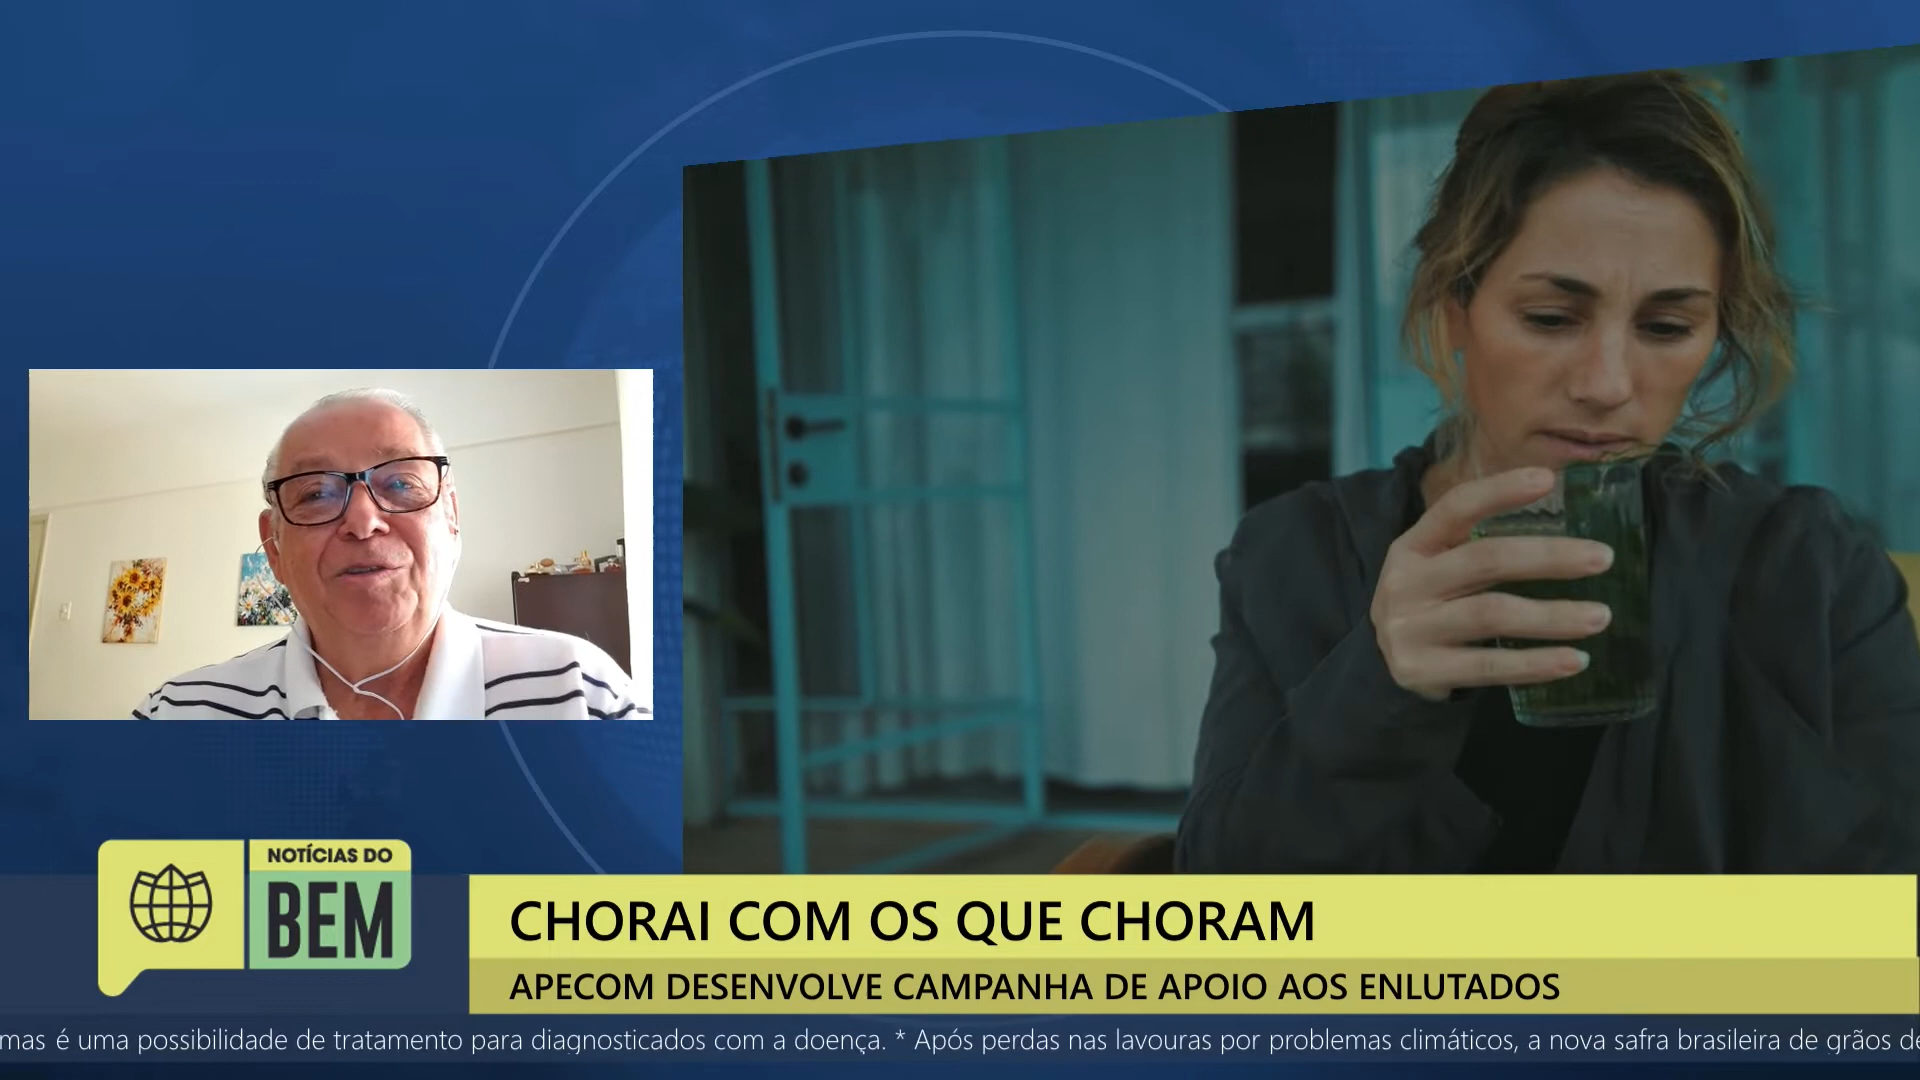 NOTÍCIAS DO
BEM
CHORAI COM OS QUE CHORAM
APECOM DESENVOLVE CAMPANHA DE APOIO AOS ENLUTADOS
mas é uma possibilidade de tratamento para diagnosticados com a doença. * Após perdas nas lavouras por problemas climáticos, a nova safra brasileira de grãos de